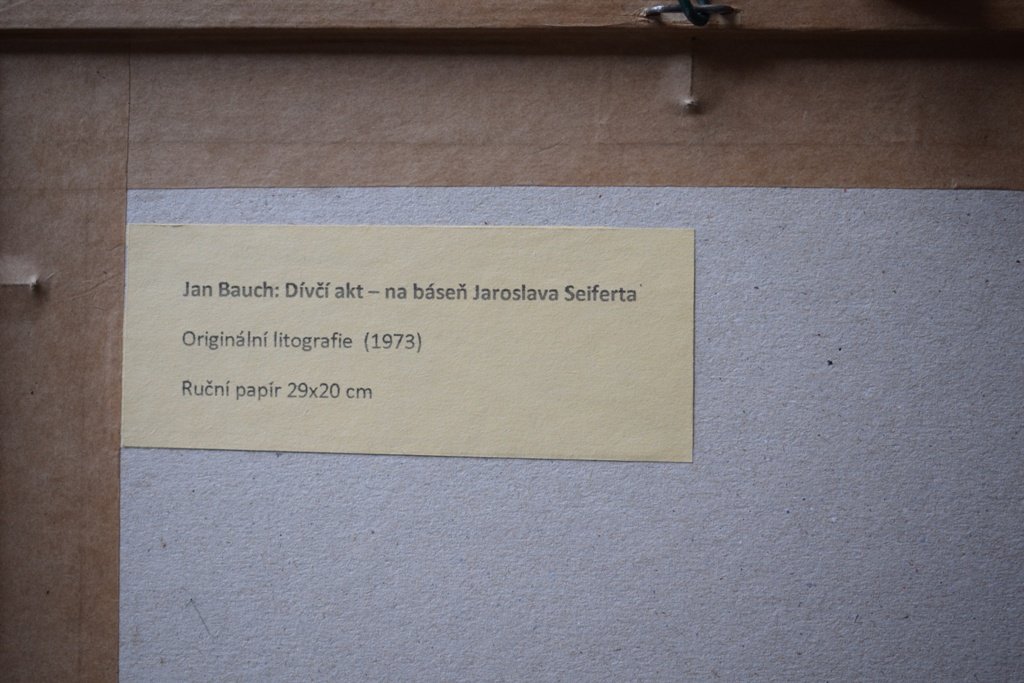 Jan Bauch: Dívčí akt – na báseň Jaroslava Seiferta
Originální litografie (1973)
Ruční papír 29x20 cm